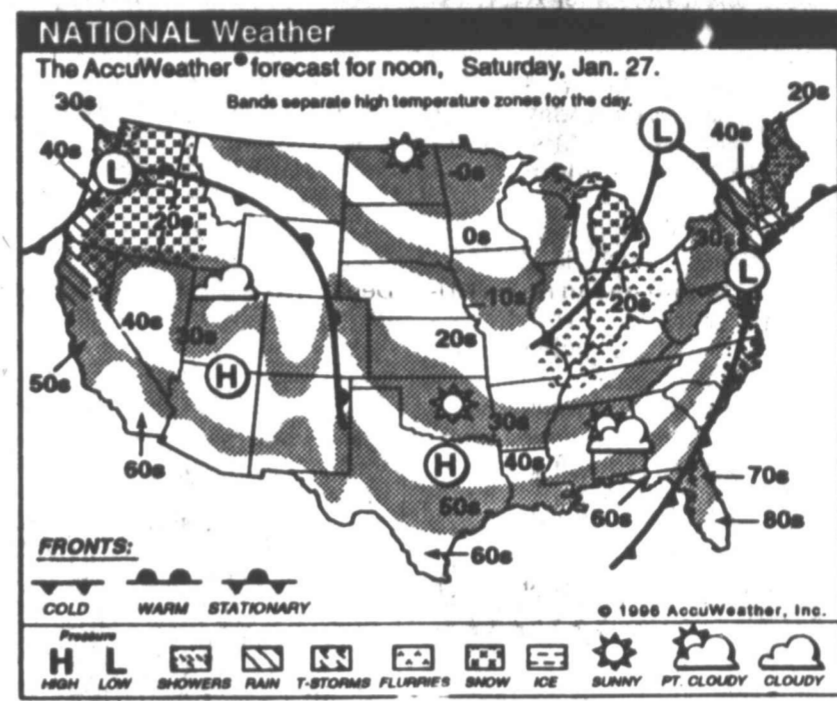 NATIONAL Weather
The AccuWeather® forecast for noon, Saturday, Jan. 27.
Bands separate high temperature zones for the day.
30s
20s
40s
L
L
40s
-0s
20s
0s
30s
L
10s
20s
40s
30s
20s
50s
H
30s
60s
H
40s
70s
50s
60s
80s
60s
FRONTS:
COLD WARM STATIONARY
© 1996 AccuWeather, Inc.
Pressure
H L
HIGH LOW SHOWERS RAIN T-STORMS FLURRIES SNOW ICE SUNNY PT. CLOUDY CLOUDY